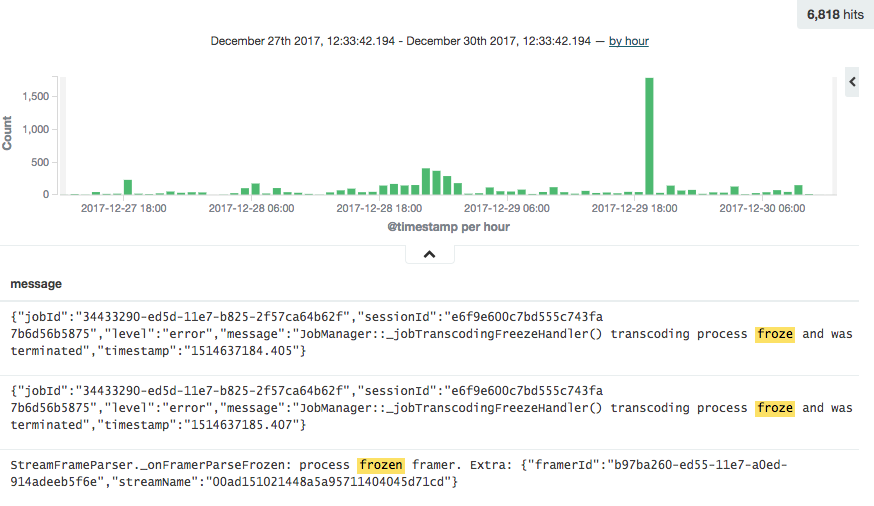 6,818 hits
December 27th 2017, 12:33:42.194 - December 30th 2017, 12:33:42.194 — by hour
Count
1,500
1,000
500
0
2017-12-27 18:00 2017-12-28 06:00 2017-12-28 18:00 2017-12-29 06:00 2017-12-29 18:00 2017-12-30 06:00
@timestamp per hour
message
{"jobId":"34433290-ed5d-11e7-b825-2f57ca64b62f","sessionId":"e6f9e600c7bd555c743fa
7b6d56b5875","level":"error","message":"JobManager::_jobTranscodingFreezeHandler() transcoding process froze and was
terminated","timestamp":"1514637184.405"}
{"jobId":"34433290-ed5d-11e7-b825-2f57ca64b62f","sessionId":"e6f9e600c7bd555c743fa
7b6d56b5875","level":"error","message":"JobManager::_jobTranscodingFreezeHandler() transcoding process froze and was
terminated","timestamp":"1514637185.407"}
StreamFrameParser._onFramerParseFrozen: process frozen framer. Extra: {"framerId":"b97ba260-ed55-11e7-a0ed-
914adeeb5f6e","streamName":"00ad151021448a5a95711404045d71cd"}